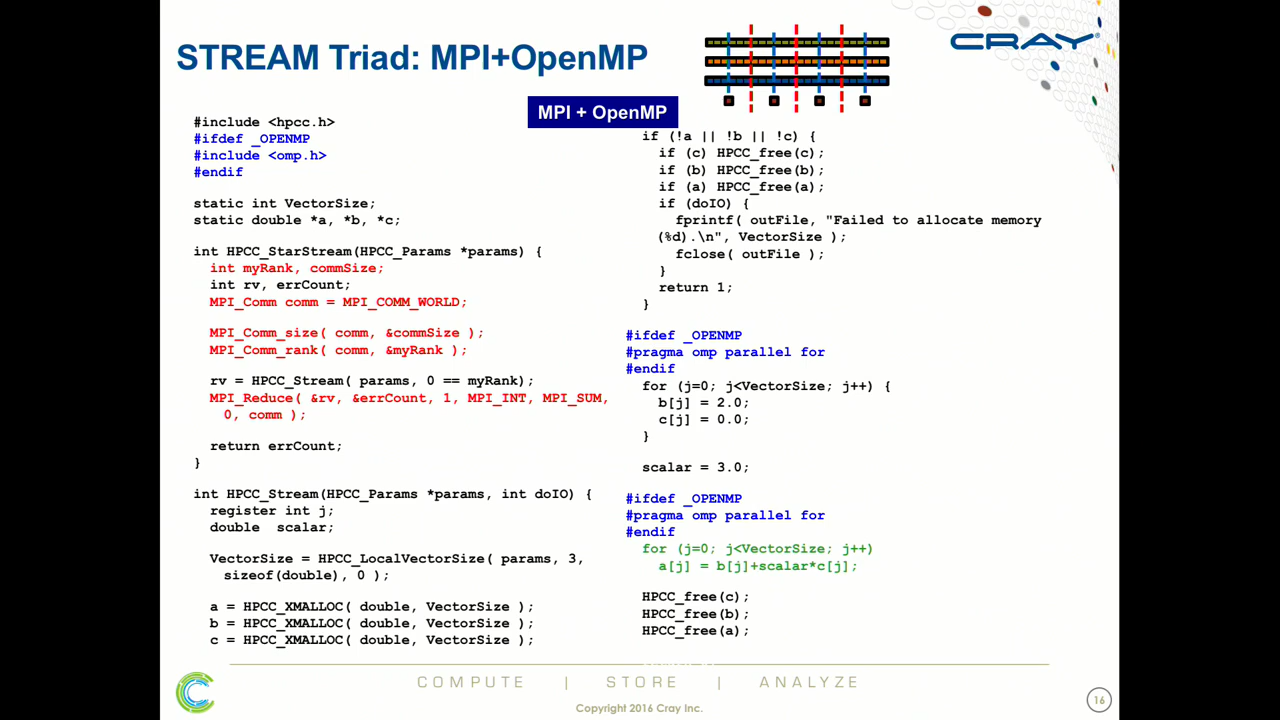 STREAM Triad: MPI+OpenMP
CRAY
MPI + OpenMP
#include <hpcc.h>
#ifdef _OPENMP
#include <omp.h>
#endif
static int VectorSize;
static double *a, *b, *c;
int HPCC_StarStream(HPCC_Params *params) {
int myRank, commSize;
int rv, errCount;
MPI_Comm comm = MPI_COMM_WORLD;
MPI_Comm_size( comm, &commSize );
MPI_Comm_rank( comm, &myRank );
rv = HPCC_Stream( params, 0 == myRank);
MPI_Reduce( &rv, &errCount, 1, MPI_INT, MPI_SUM,
0, comm );
return errCount;
}
int HPCC_Stream(HPCC_Params *params, int doIO) {
register int j;
double  scalar;
VectorSize = HPCC_LocalVectorSize( params, 3,
sizeof(double), 0 );
a = HPCC_XMALLOC( double, VectorSize );
b = HPCC_XMALLOC( double, VectorSize );
c = HPCC_XMALLOC( double, VectorSize );
if (!a || !b || !c) {
if (c) HPCC_free(c);
if (b) HPCC_free(b);
if (a) HPCC_free(a);
if (doIO) {
fprintf( outFile, "Failed to allocate memory
(%d).\n", VectorSize );
fclose( outFile );
}
return 1;
}
#ifdef _OPENMP
#pragma omp parallel for
#endif
for (j=0; j<VectorSize; j++) {
b[j] = 2.0;
c[j] = 0.0;
}
scalar = 3.0;
#ifdef _OPENMP
#pragma omp parallel for
#endif
for (j=0; j<VectorSize; j++)
a[j] = b[j]+scalar*c[j];
HPCC_free(c);
HPCC_free(b);
HPCC_free(a);
COMPUTE | STORE | ANALYZE
Copyright 2016 Cray Inc.
16